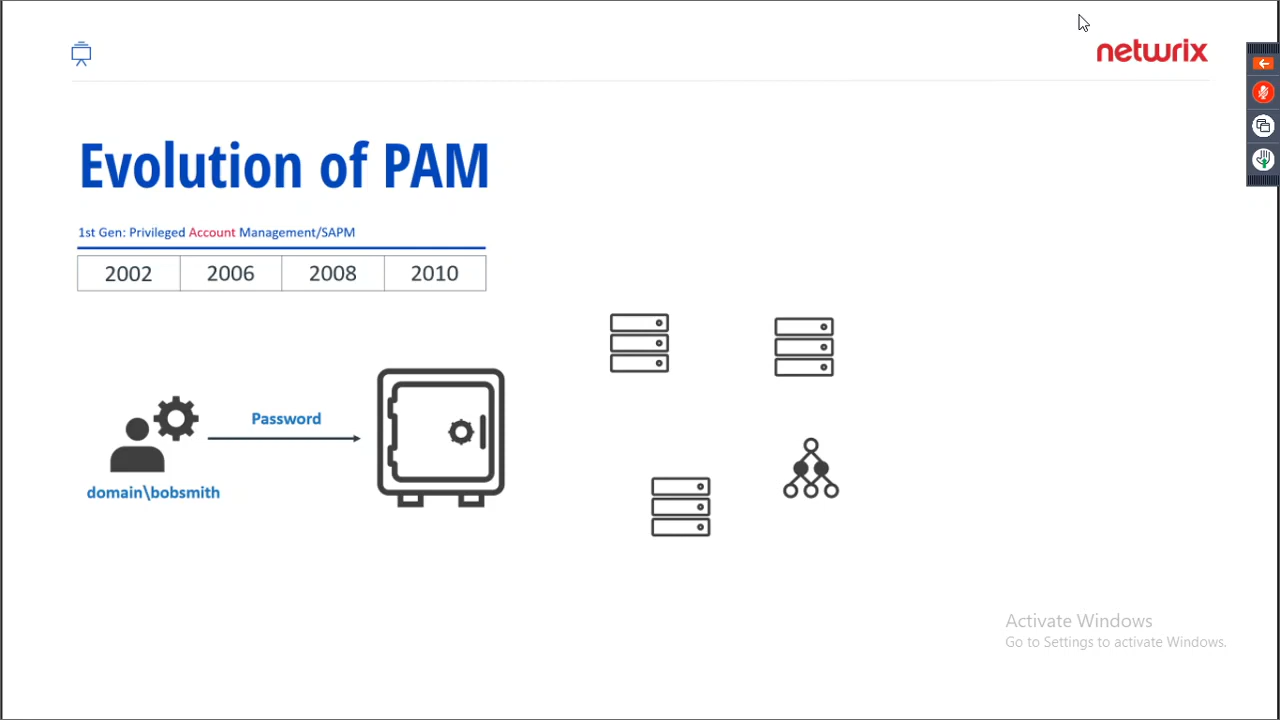 netwrix
Evolution of PAM
1st Gen: Privileged Account Management/SAPM
2002 2006 2008 2010
Password
domain\bobsmith
Activate Windows
Go to Settings to activate Windows.